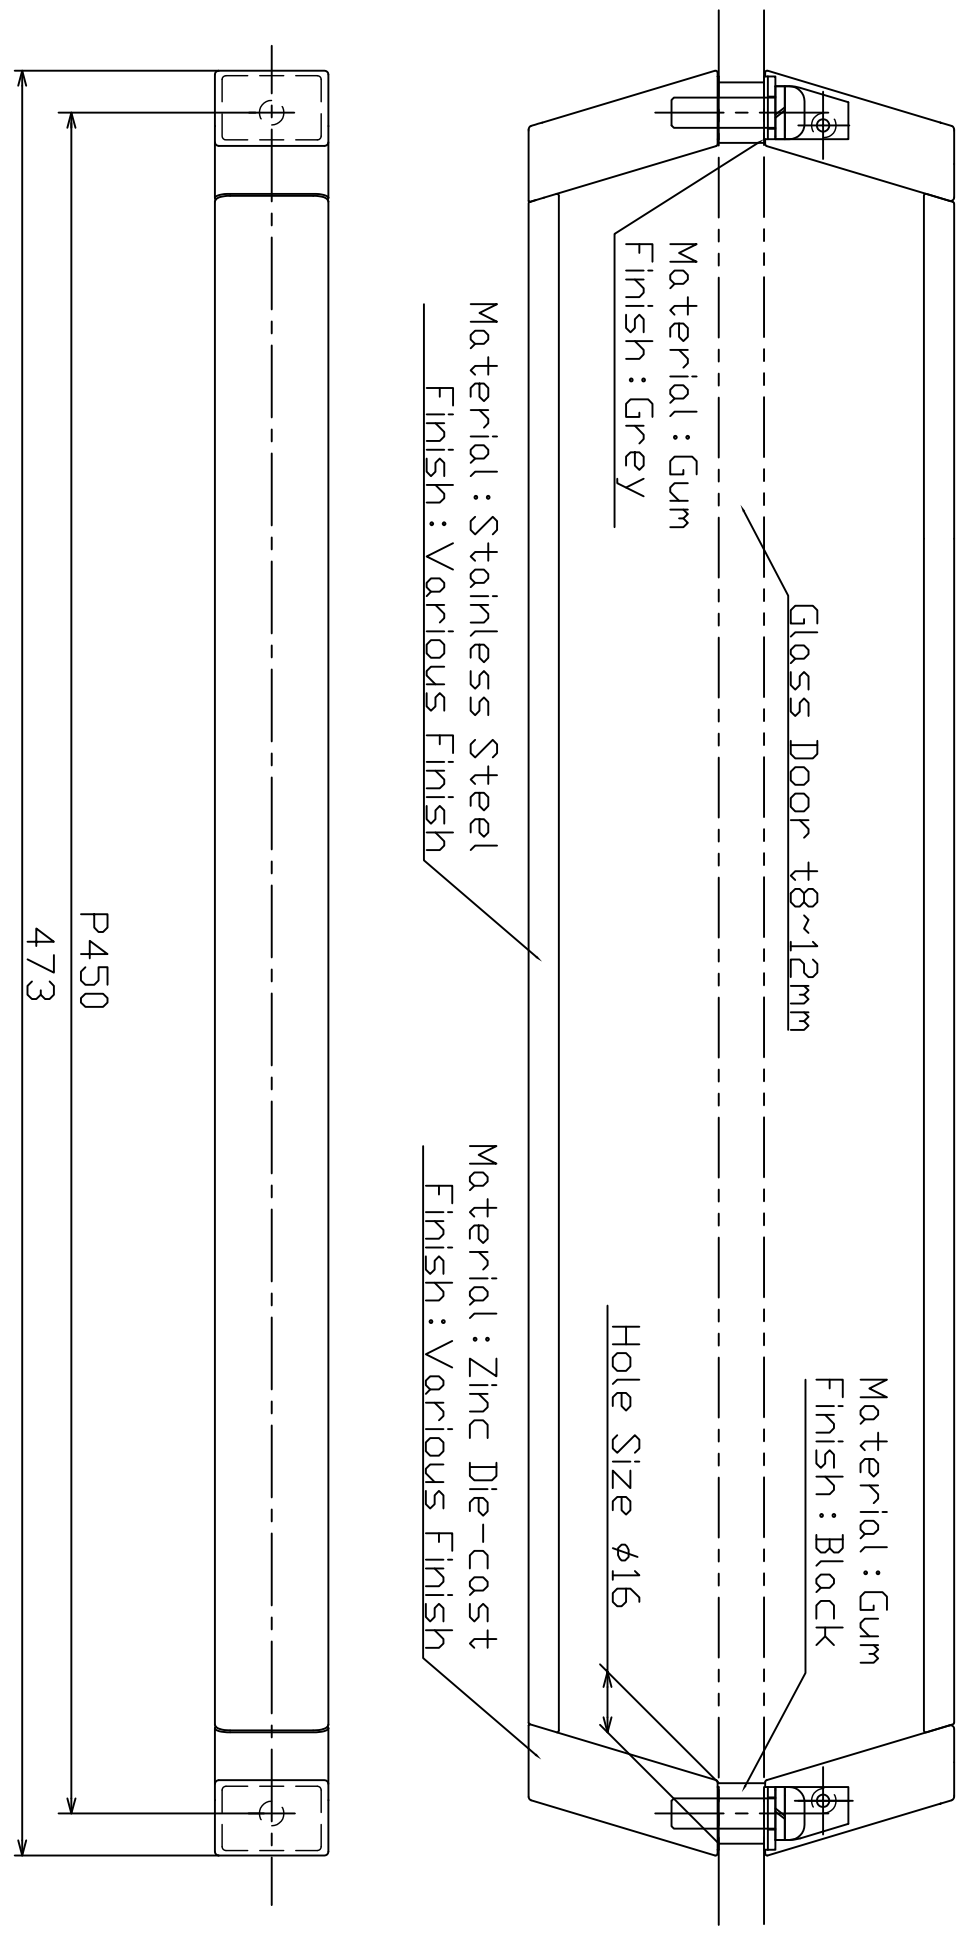 Material:Gum
Finish:Grey
Glass Door t8~12mm
Material:Gum
Finish:Black
Hole Size φ16
Material:Stainless Steel
Finish:Various Finish
Material:Zinc Die-cast
Finish:Various Finish
P450
473